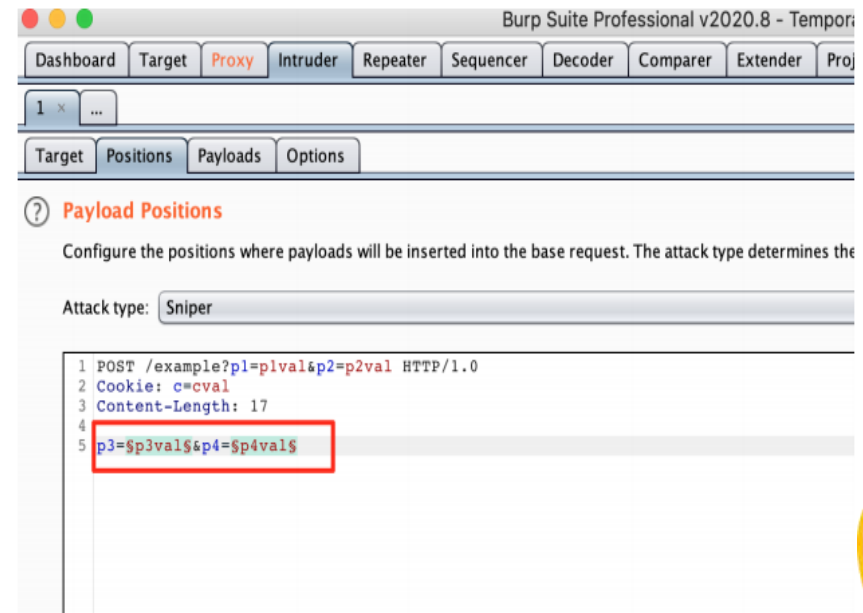 Burp Suite Professional v2020.8 - Tempora
Dashboard Target Proxy Intruder Repeater Sequencer Decoder Comparer Extender Proj
1 × ...
Target Positions Payloads Options
? Payload Positions
Configure the positions where payloads will be inserted into the base request. The attack type determines the
Attack type: Sniper
1 POST /example?p1=p1val&p2=p2val HTTP/1.0
2 Cookie: c=cval
3 Content-Length: 17
4
5 p3=§p3val§&p4=§p4val§